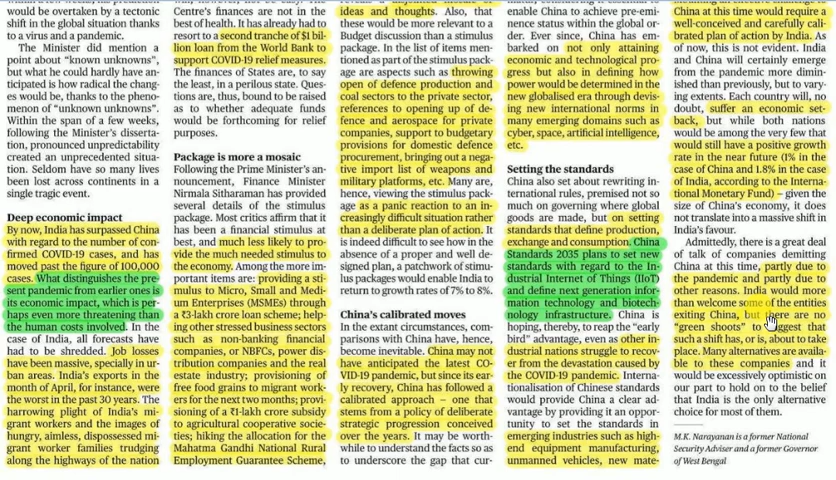 would be overtaken by a tectonic
shift in the global situation thanks
to a virus and a pandemic.
The Minister did mention a
point about “known unknowns”,
but what he could hardly have an-
ticipated is how radical the chang-
es would be, thanks to the pheno-
menon of “unknown unknowns”.
Within the span of a few weeks,
following the Minister's disserta-
tion, pronounced unpredictability
created an unprecedented situa-
tion. Seldom have so many lives
been lost across continents in a
single tragic event.
Deep economic impact
By now, India has surpassed China
with regard to the number of con-
firmed COVID-19 cases, and has
moved past the figure of 100,000
cases. What distinguishes the pre-
sent pandemic from earlier ones is
its economic impact, which is per-
haps even more threatening than
the human costs involved. In the
case of India, all forecasts have
had to be shredded. Job losses
have been massive, specially in ur-
ban areas. India's exports in the
month of April, for instance, were
the worst in the past 30 years. The
harrowing plight of India's mi-
grant workers and the images of
hungry, aimless, dispossessed mi-
grant worker families trudging
along the highways of the nation
Centre's finances are not in the
best of health. It has already had to
resort to a second tranche of $1 bil-
lion loan from the World Bank to
support COVID-19 relief measures.
The finances of States are, to say
the least, in a perilous state. Ques-
tions are, thus, bound to be raised
as to whether adequate funds
would be forthcoming for relief
purposes.
Package is more a mosaic
Following the Prime Minister's an-
nouncement, Finance Minister
Nirmala Sitharaman has provided
several details of the stimulus
package. Most critics affirm that it
has been a financial stimulus at
best, and much less likely to pro-
vide the much needed stimulus to
the economy. Among the more im-
portant items are: providing a sti-
mulus to Micro, Small and Medi-
um Enterprises (MSMEs) through
a ₹3-lakh crore loan scheme; help-
ing other stressed business sectors
such as non-banking financial
companies, or NBFCs, power dis-
tribution companies and the real
estate industry; provisioning of
free food grains to migrant work-
ers for the next two months; provi-
sioning of a ₹1-lakh crore subsidy
to agricultural cooperative socie-
ties; hiking the allocation for the
Mahatma Gandhi National Rural
Employment Guarantee Scheme,
ideas and thoughts. Also, that
these would be more relevant to a
Budget discussion than a stimulus
package. In the list of items men-
tioned as part of the stimulus pack-
age are aspects such as throwing
open of defence production and
coal sectors to the private sector,
references to opening up of de-
fence and aerospace for private
companies, support to budgetary
provisions for domestic defence
procurement, bringing out a nega-
tive import list of weapons and
military platforms, etc. Many are,
hence, viewing the stimulus pack-
age as a panic reaction to an in-
creasingly difficult situation rather
than a deliberate plan of action. It
is indeed difficult to see how in the
absence of a proper and well de-
signed plan, a patchwork of stimu-
lus packages would enable India to
return to growth rates of 7% to 8%.
China's calibrated moves
In the extant circumstances, com-
parisons with China have, hence,
become inevitable. China may not
have anticipated the latest CO-
VID-19 pandemic, but since its ear-
ly recovery, China has followed a
calibrated approach – one that
stems from a policy of deliberate
strategic progression conceived
over the years. It may be worth-
while to understand the facts so as
to underscore the gap that cur-
enable China to achieve pre-emi-
nence status within the global or-
der. Ever since, China has em-
barked on not only attaining
economic and technological pro-
gress but also in defining how
power would be determined in the
new globalised era through devis-
ing new international norms in
many emerging domains such as
cyber, space, artificial intelligence,
etc.
Setting the standards
China also set about rewriting in-
ternational rules, premised not so
much on governing where global
goods are made, but on setting
standards that define production,
exchange and consumption. China
Standards 2035 plans to set new
standards with regard to the In-
dustrial Internet of Things (IIoT)
and define next generation infor-
mation technology and biotech-
nology infrastructure. China is
hoping, thereby, to reap the “early
bird” advantage, even as other in-
dustrial nations struggle to recov-
er from the devastation caused by
the COVID-19 pandemic. Interna-
tionalisation of Chinese standards
would provide China a clear ad-
vantage by providing it an oppor-
tunity to set the standards in
emerging industries such as high-
end equipment manufacturing,
unmanned vehicles, new mate-
China at this time would require a
well-conceived and carefully cali-
brated plan of action by India. As
of now, this is not evident. India
and China will certainly emerge
from the pandemic more dimin-
ished than previously, but to vary-
ing extents. Each country will, no
doubt, suffer an economic set-
back, but while both nations
would be among the very few that
would still have a positive growth
rate in the near future (1% in the
case of China and 1.8% in the case
of India, according to the Interna-
tional Monetary Fund) – given the
size of China's economy, it does
not translate into a massive shift in
India's favour.
Admittedly, there is a great deal
of talk of companies demitting
China at this time, partly due to
the pandemic and partly due to
other reasons. India would more
than welcome some of the entities
exiting China, but there are no
“green shoots” to suggest that
such a shift has, or is, about to take
place. Many alternatives are availa-
ble to these companies and it
would be excessively optimistic on
our part to hold on to the belief
that India is the only alternative
choice for most of them.
M.K. Narayanan is a former National
Security Adviser and a former Governor
of West Bengal